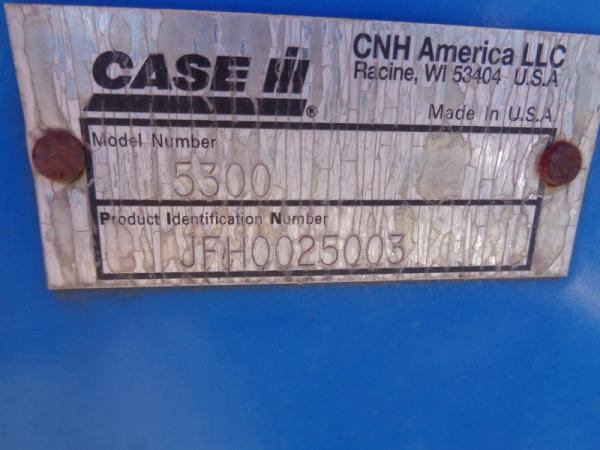 CASE IH®
CNH America LLC
Racine, WI 53404 U.S.A
Made In U.S.A.
Model Number
5300
Product Identification Number
JFH0025003